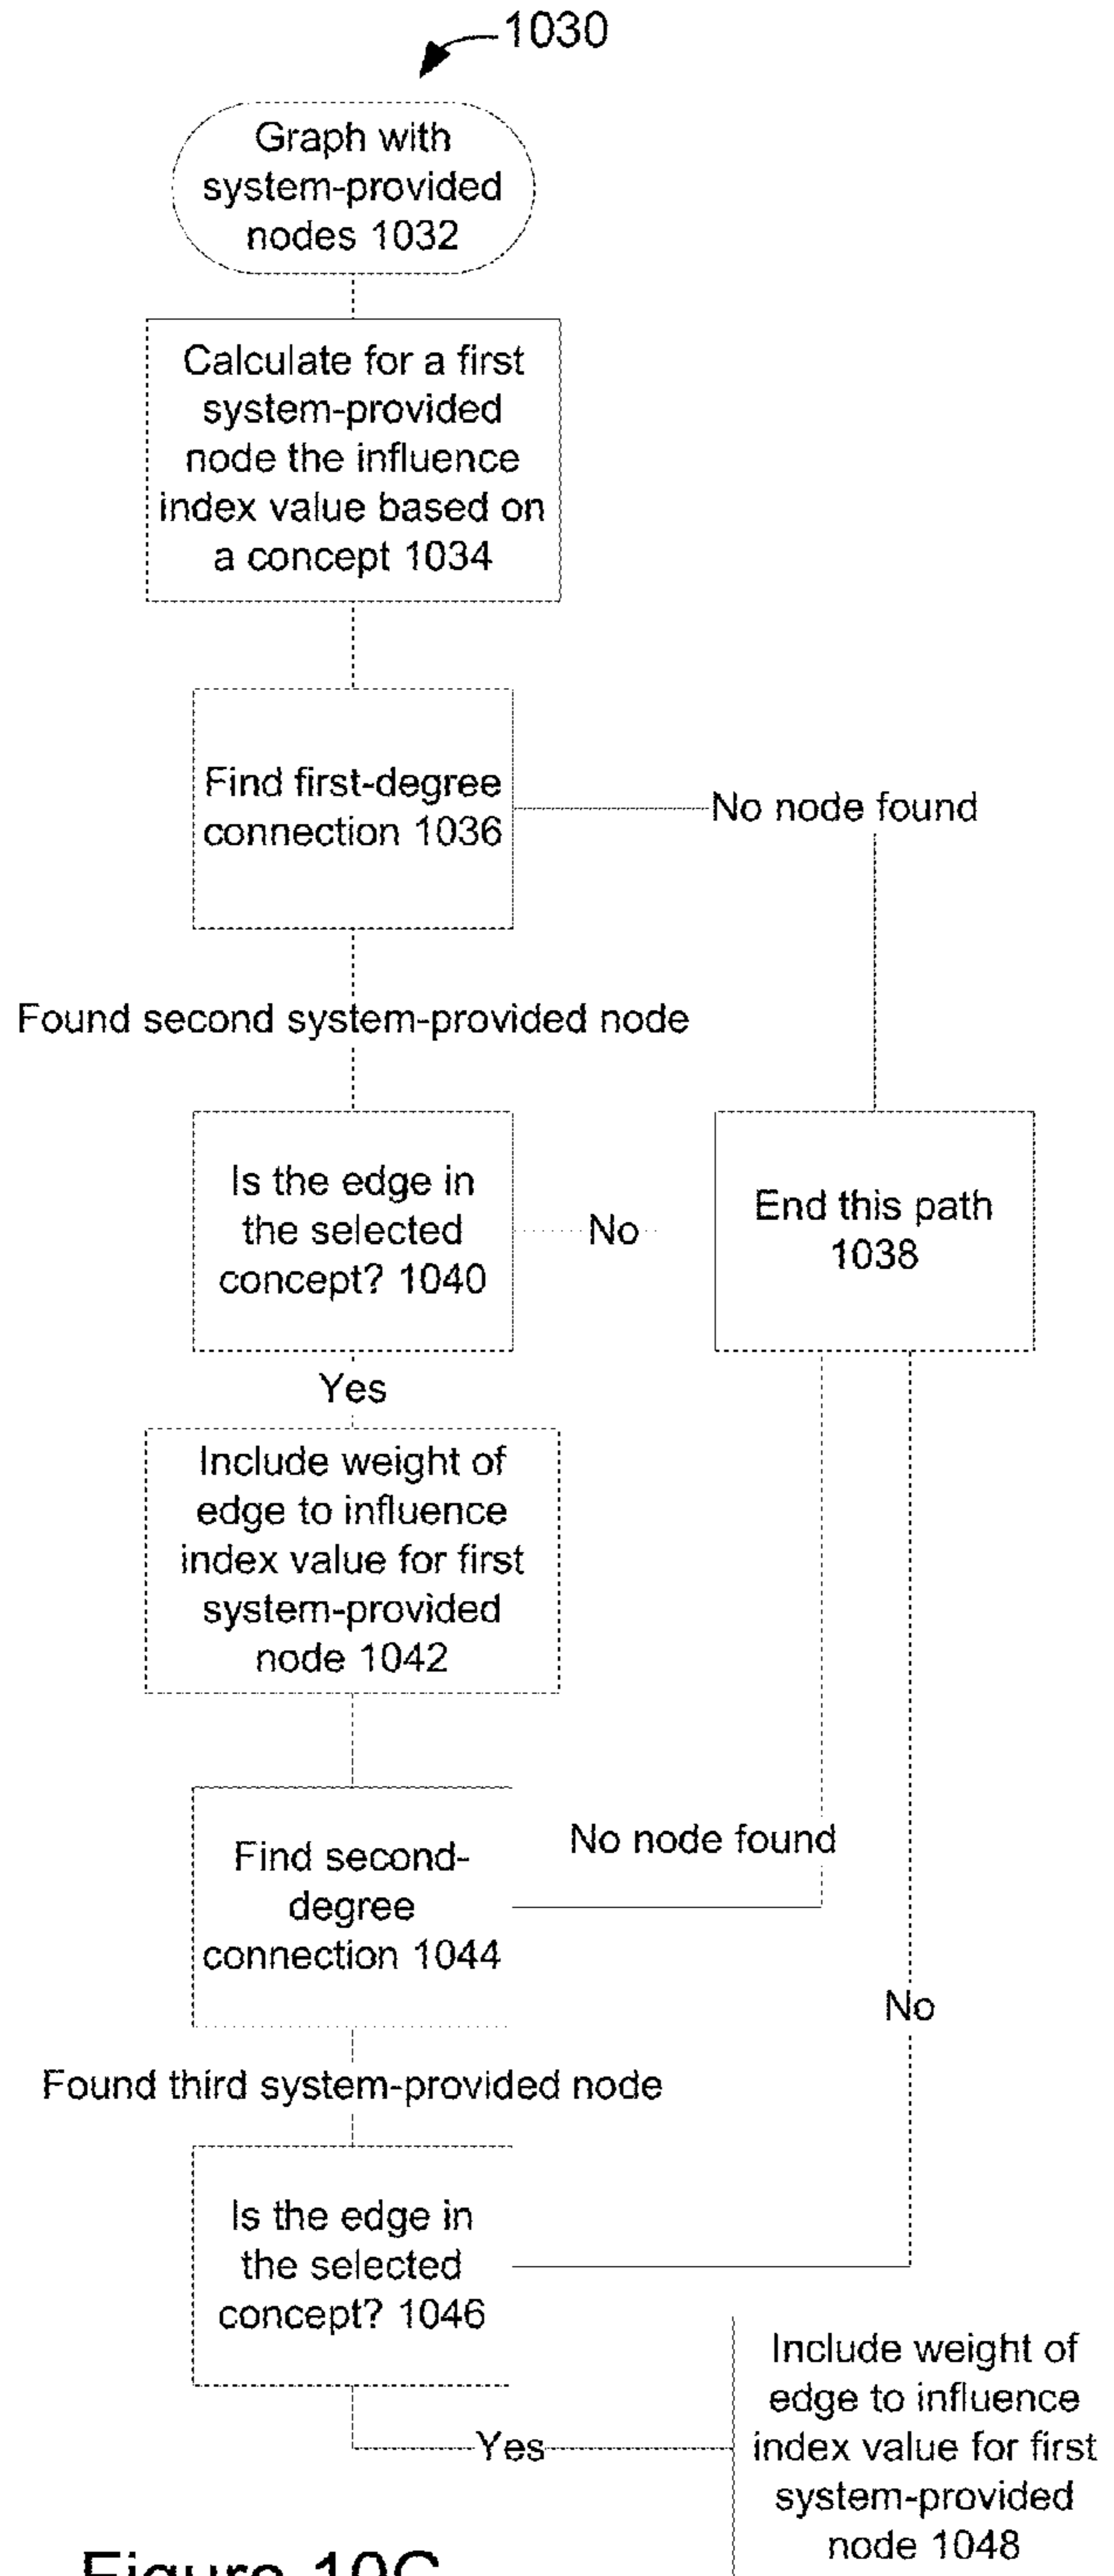 1030
Graph with
system-provided
nodes 1032
Calculate for a first
system-provided
node the influence
index value based on
a concept 1034
Find first-degree
connection 1036
No node found
Found second system-provided node
Is the edge in
the selected
concept? 1040
No
End this path
1038
Yes
Include weight of
edge to influence
index value for first
system-provided
node 1042
Find second-
degree
connection 1044
No node found
No
Found third system-provided node
Is the edge in
the selected
concept? 1046
Yes
Include weight of
edge to influence
index value for first
system-provided
node 1048
Figure 10C